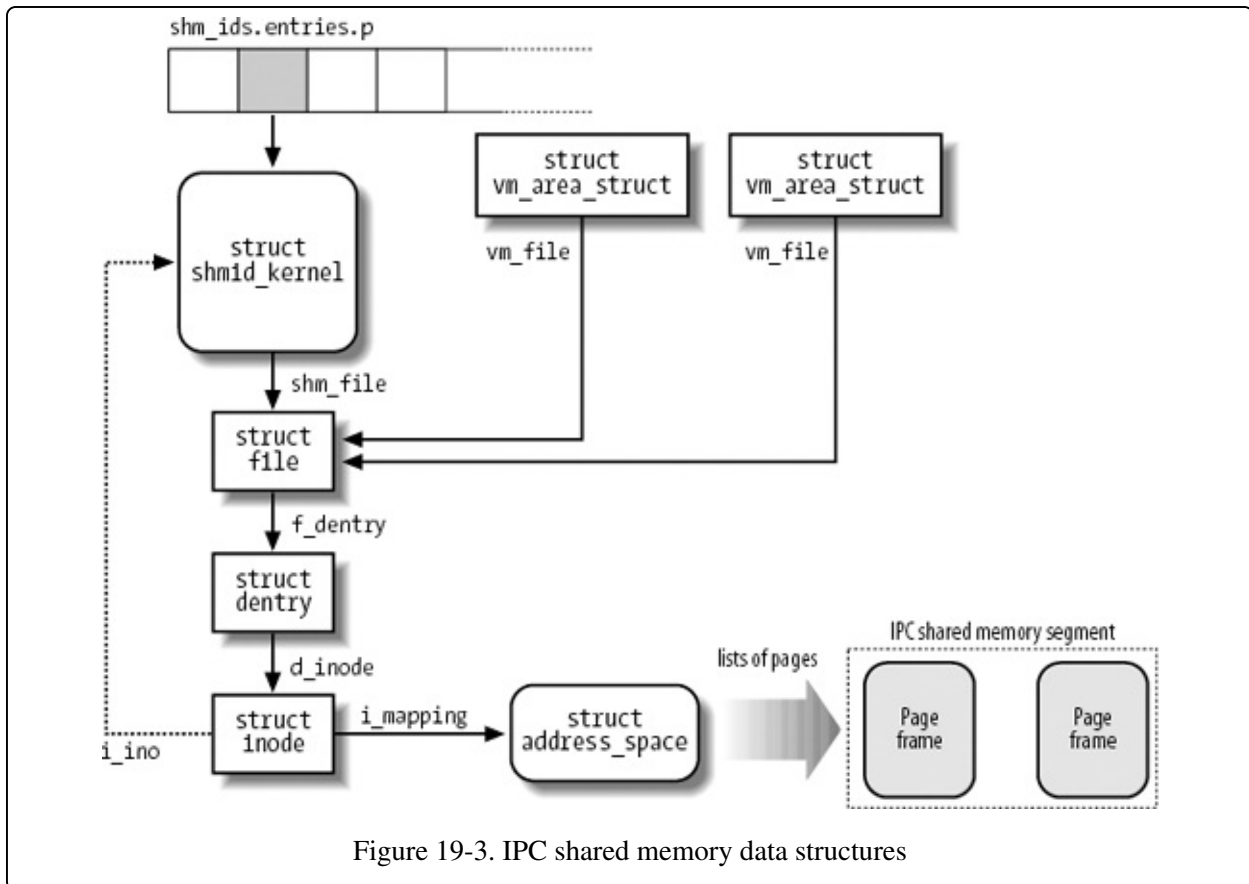 shm_ids.entries.p
struct
vm_area_struct
struct
vm_area_struct
struct
shmid_kernel
vm_file
vm_file
shm_file
struct
file
f_dentry
struct
dentry
d_inode
IPC shared memory segment
lists of pages
struct
inode
i_mapping
struct
address_space
Page
frame
Page
frame
i_ino
Figure 19-3. IPC shared memory data structures